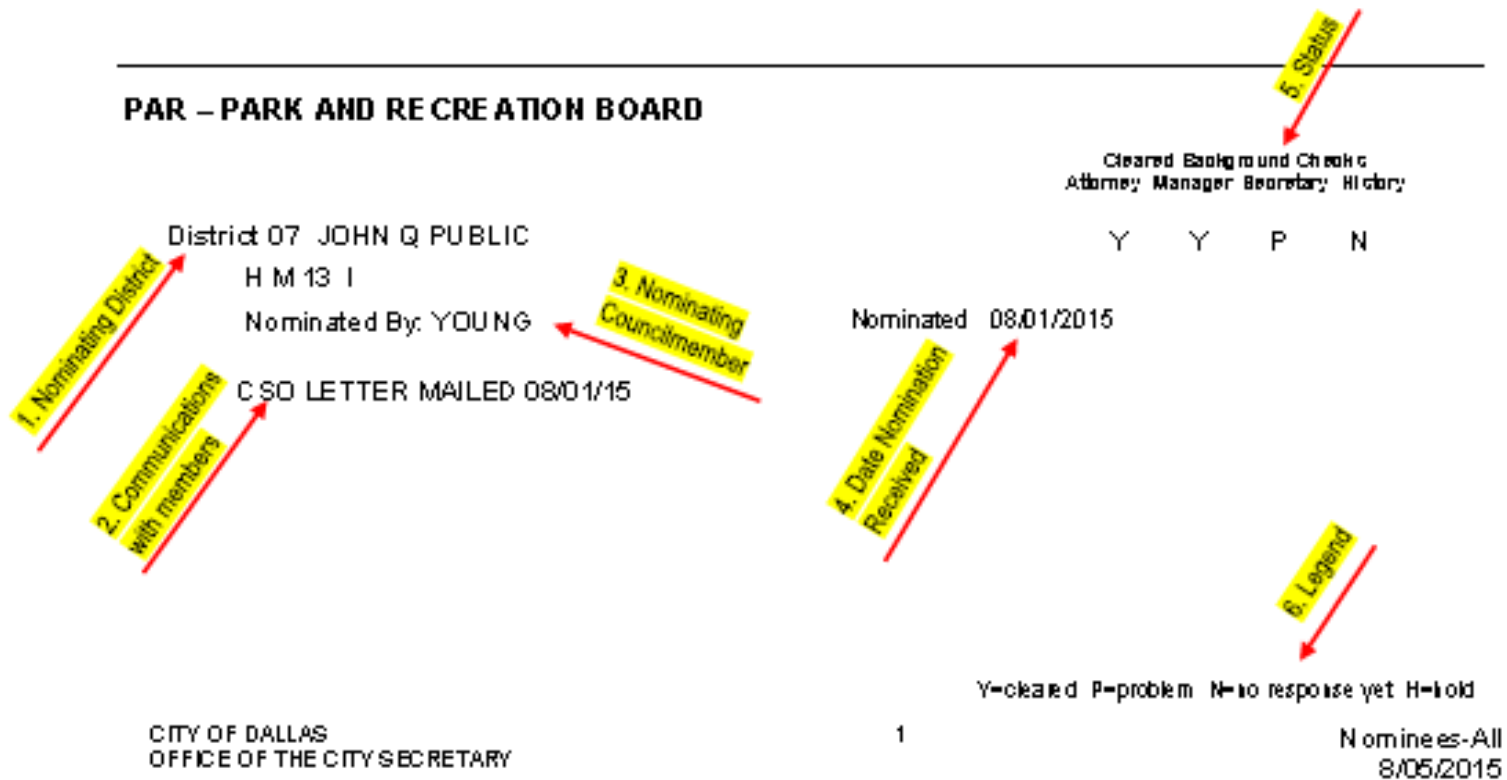 5. Status
PAR – PARK AND RECREATION BOARD
Cleared Background Checks
Attorney Manager Secretary History
District 07 JOHN Q PUBLIC
Y Y P N
H M 13 I
1. Nominating District
3. Nominating
Councilmember
Nominated By: YOUNG
Nominated 08/01/2015
CSO LETTER MAILED 08/01/15
2. Communications
with members
4. Date Nomination
Received
6. Legend
Y=cleared P=problem N=no response yet H=hold
CITY OF DALLAS
OFFICE OF THE CITY SECRETARY
1
Nominees-All
8/05/2015